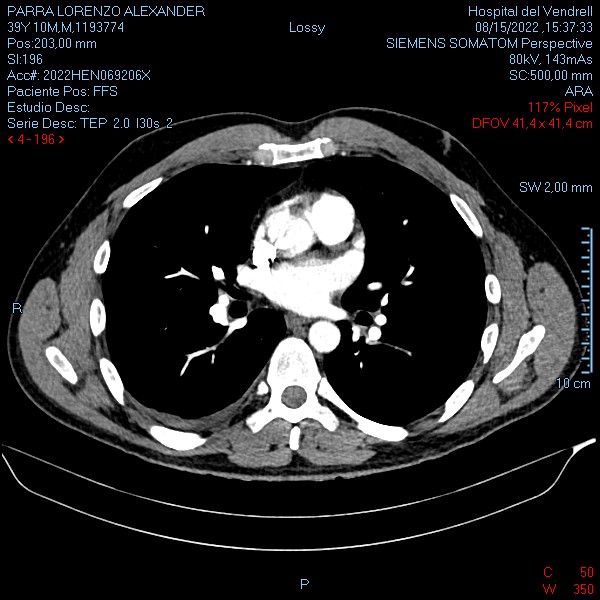 PARRA LORENZO ALEXANDER
39Y 10M,M,1193774
Pos:203,00 mm
SI:196
Acc#: 2022HEN069206X
Paciente Pos: FFS
Estudio Desc:
Serie Desc: TEP 2.0 I30s_2
< 4 - 196 >
Lossy
Hospital del Vendrell
08/15/2022 ,15:37:33
SIEMENS SOMATOM Perspective
80kV, 143mAs
SC:500,00 mm
ARA
117% Pixel
DFOV 41,4 x 41,4 cm
SW 2,00 mm
R
10 cm
P
C 50
W 350